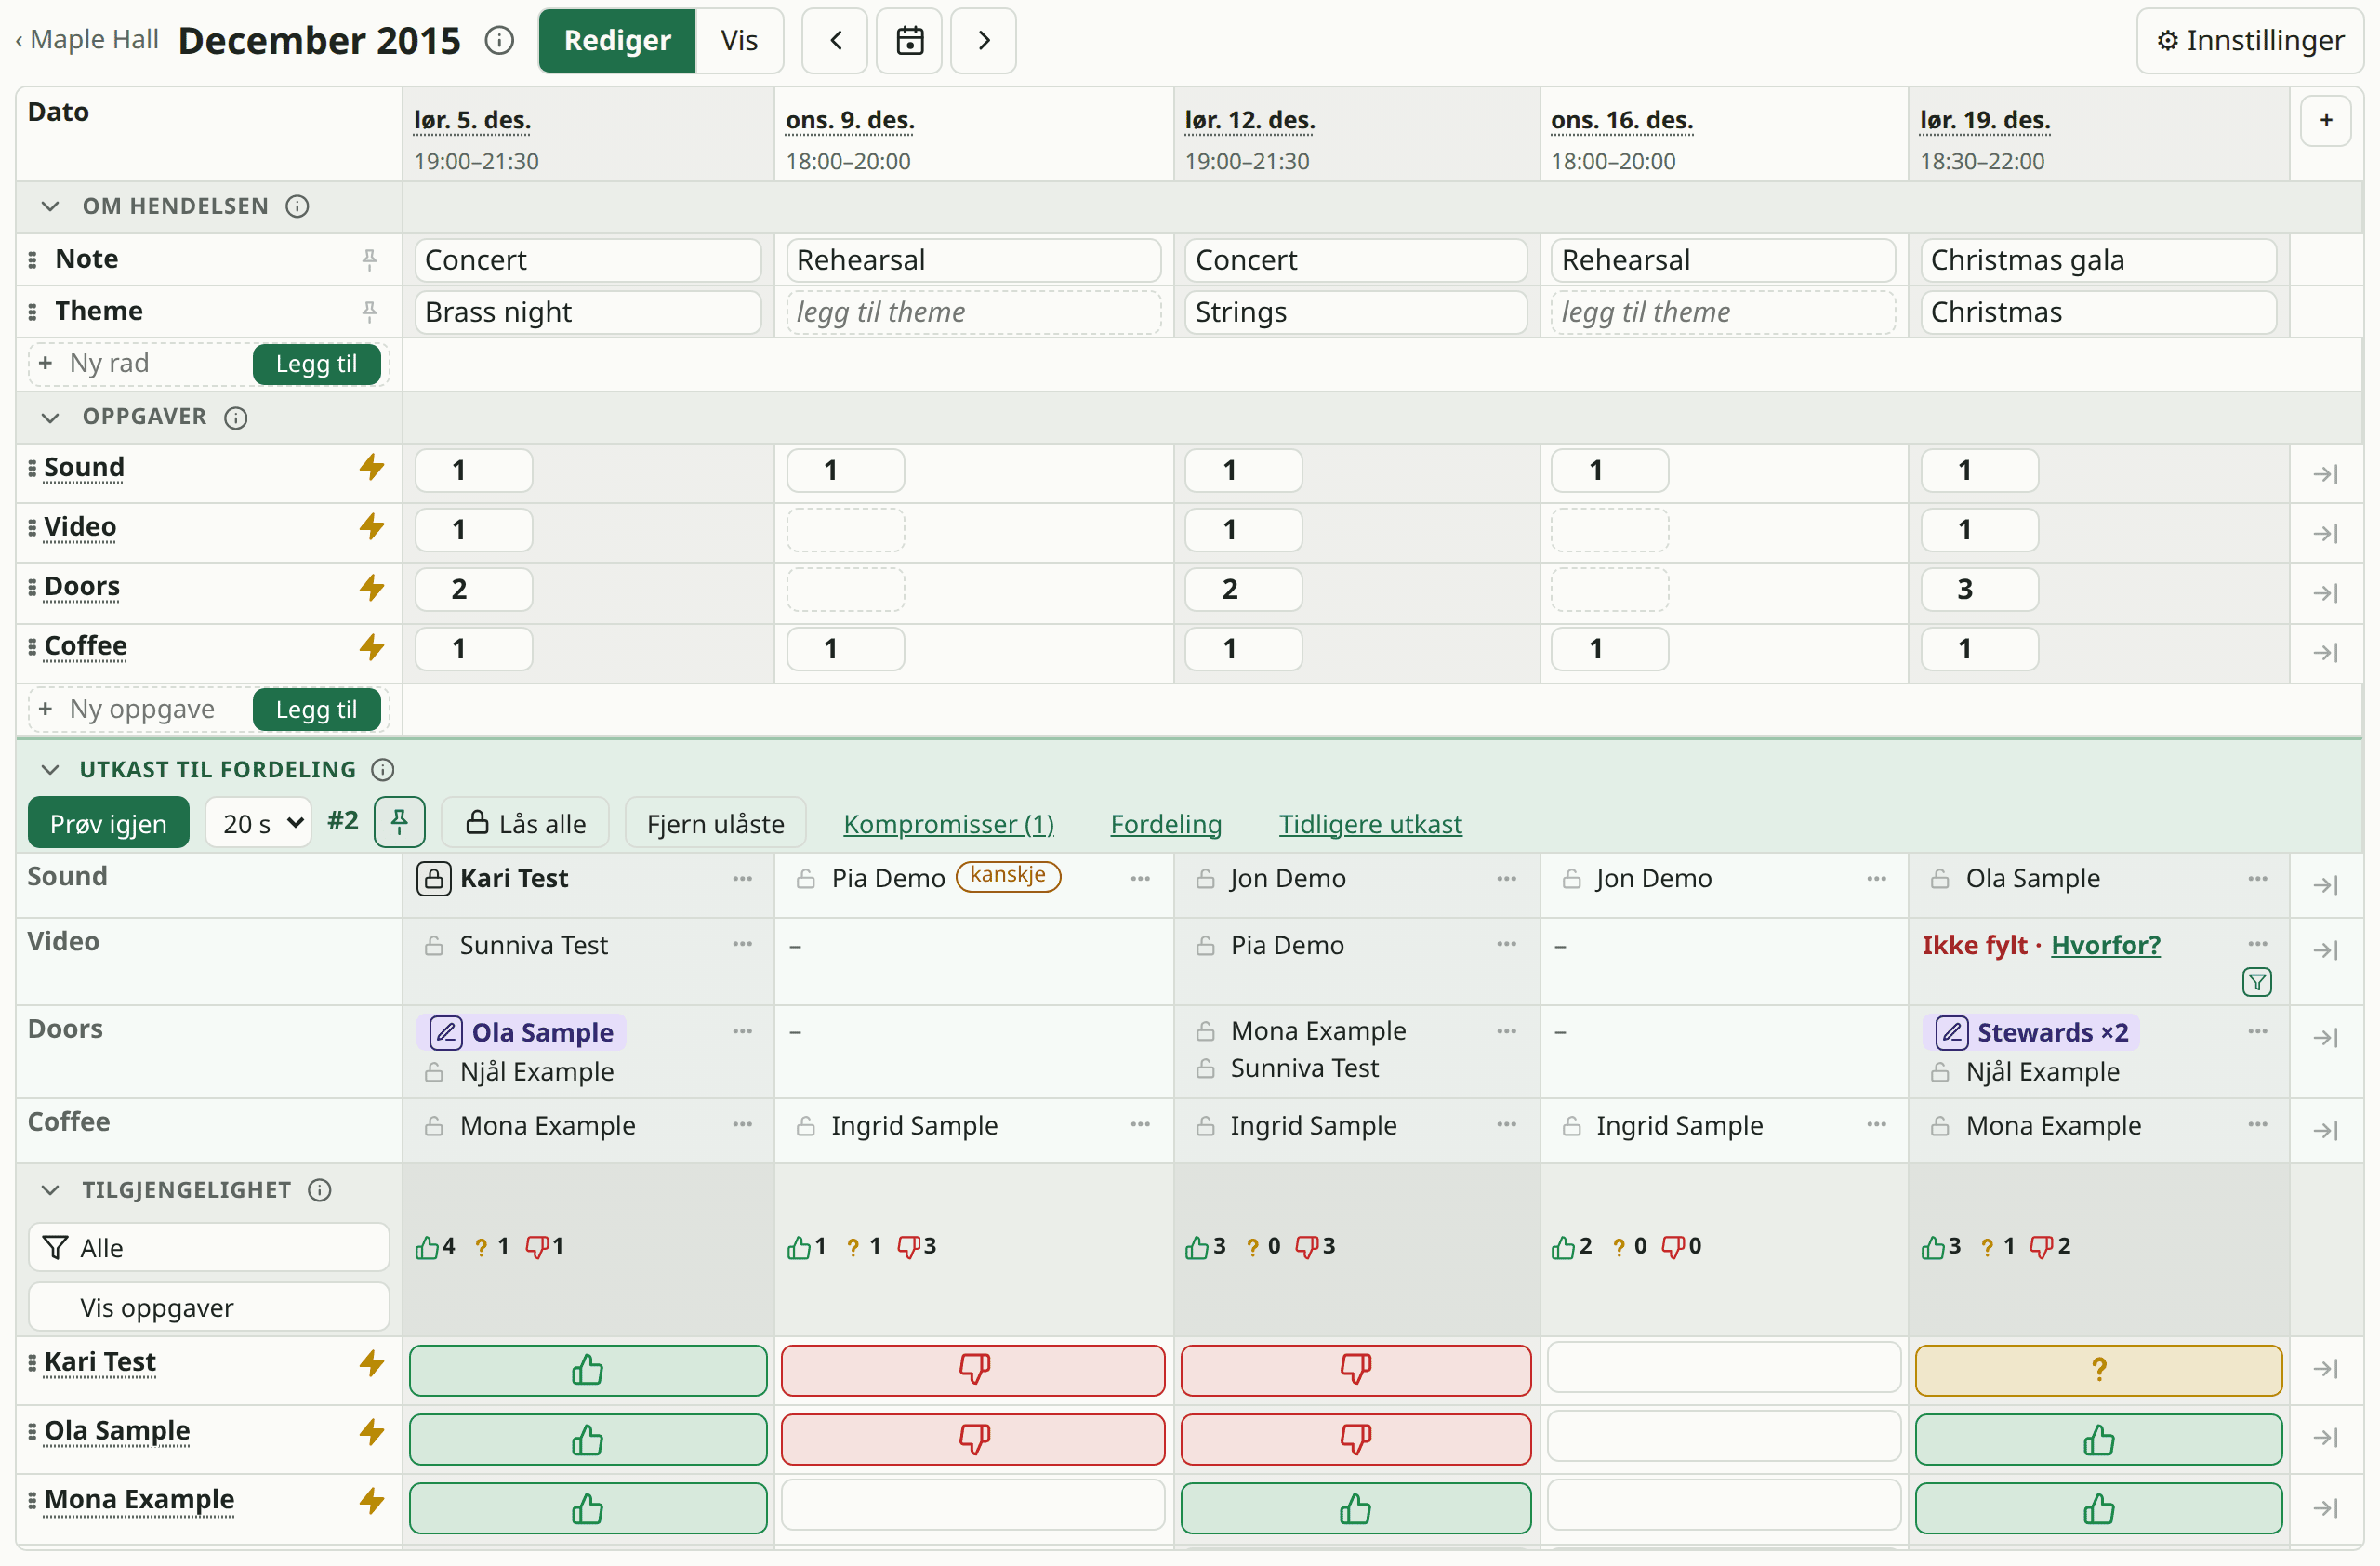 ‹ Maple Hall December 2015 Rediger Vis ⚙ Innstillinger
Dato lør. 5. des. ons. 9. des. lør. 12. des. ons. 16. des. lør. 19. des. +
19:00–21:30 18:00–20:00 19:00–21:30 18:00–20:00 18:30–22:00
OM HENDELSEN
Note Concert Rehearsal Concert Rehearsal Christmas gala
Theme Brass night legg til theme Strings legg til theme Christmas
+ Ny rad Legg til
OPPGAVER
Sound 1 1 1 1 1
Video 1 1 1
Doors 2 2 3
Coffee 1 1 1 1 1
+ Ny oppgave Legg til
UTKAST TIL FORDELING
Prøv igjen 20 s #2 Lås alle Fjern ulåste Kompromisser (1) Fordeling Tidligere utkast
Sound Kari Test ··· Pia Demo kanskje ··· Jon Demo ··· Jon Demo ··· Ola Sample ···
Video Sunniva Test ··· – Pia Demo ··· – Ikke fylt · Hvorfor? ···
Doors Ola Sample ··· – Mona Example ··· – Stewards ×2 ···
Njål Example Sunniva Test Njål Example
Coffee Mona Example ··· Ingrid Sample ··· Ingrid Sample ··· Ingrid Sample ··· Mona Example ···
TILGJENGELIGHET
Alle 4 ? 1 1 1 ? 1 3 3 ? 0 3 2 ? 0 0 3 ? 1 2
Vis oppgaver
Kari Test ?
Ola Sample
Mona Example